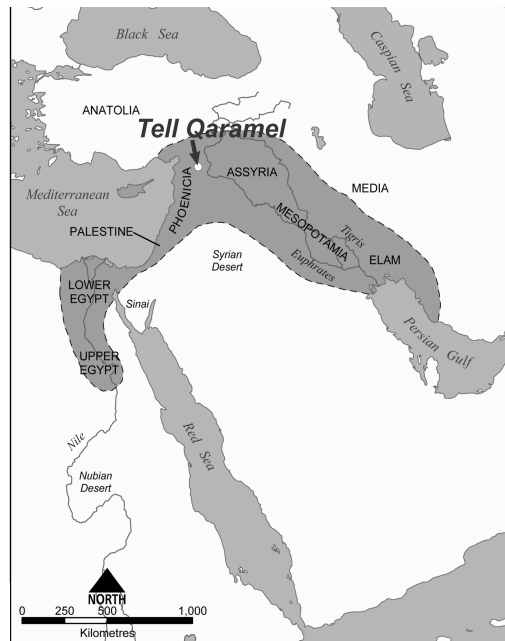 Black Sea
Caspian Sea
ANATOLIA
Tell Qaramel
ASSYRIA
MEDIA
Mediterranean
Sea
PHOENICIA
MESOPOTAMIA
Tigris
PALESTINE
Syrian
Desert
Euphrates
ELAM
LOWER
EGYPT
Sinai
Persian Gulf
UPPER
EGYPT
Nile
Red Sea
Nubian
Desert
NORTH
0 250 500 1,000
Kilometres